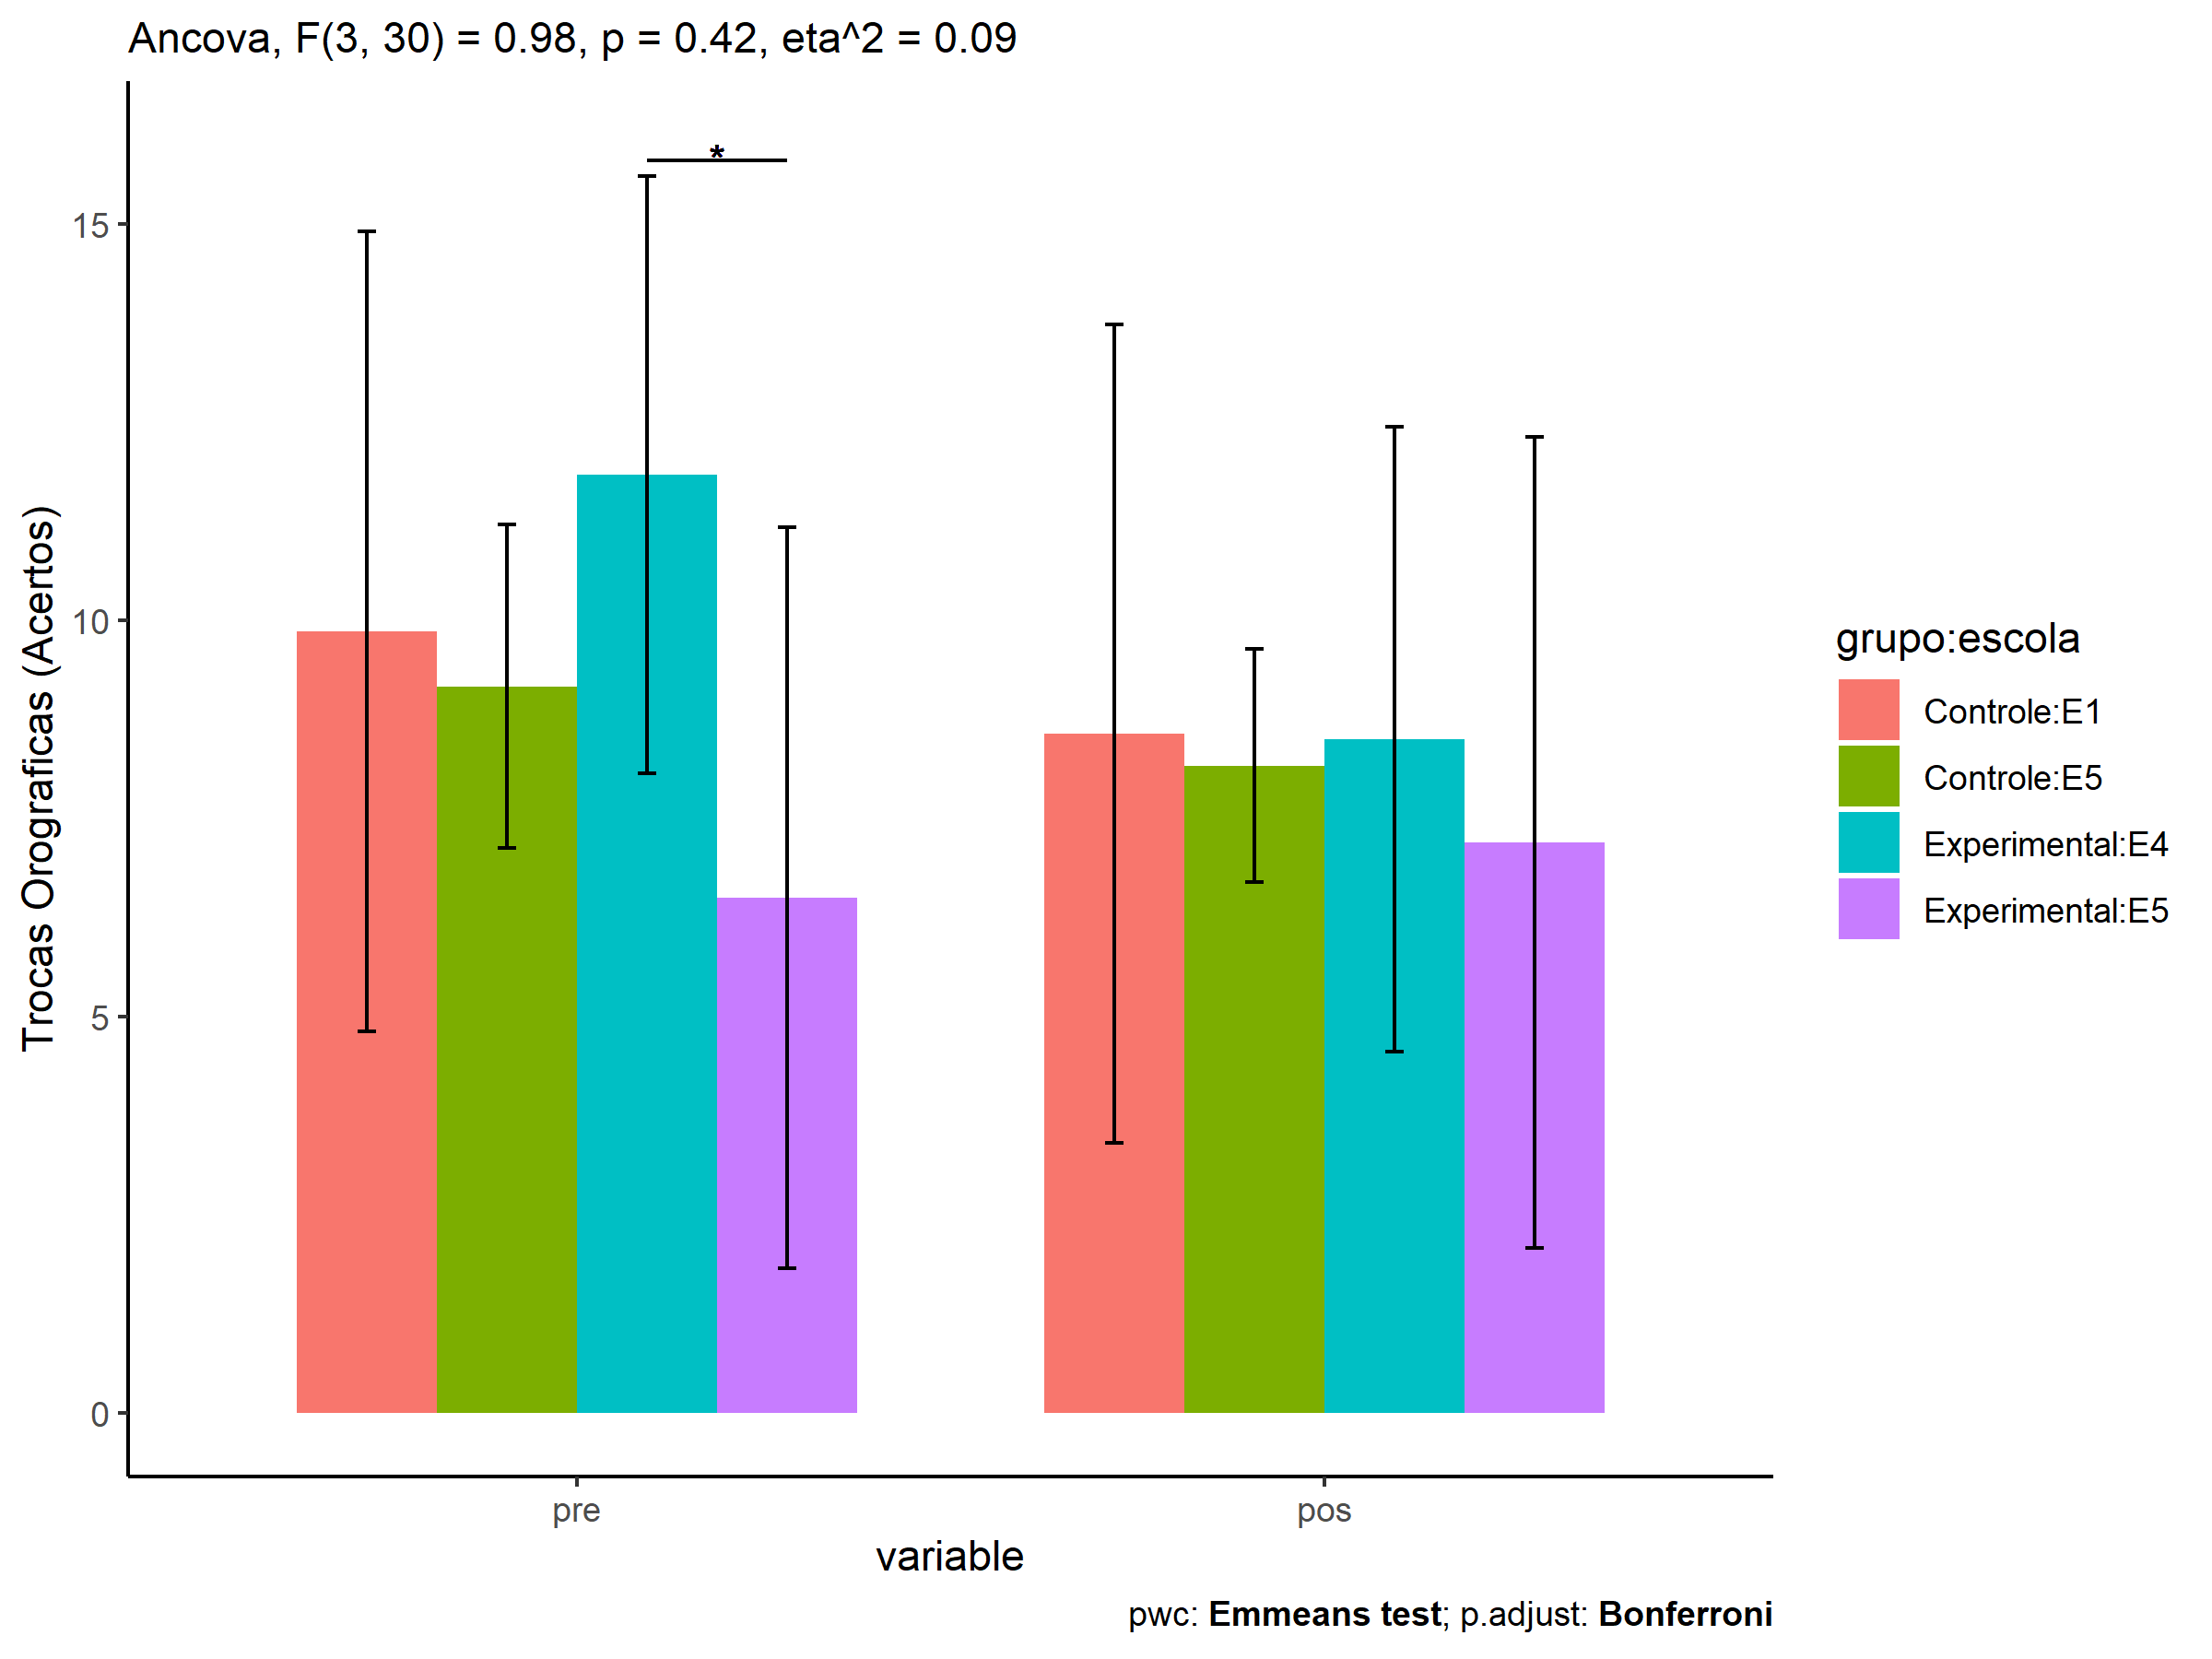 Ancova, F(3, 30) = 0.98, p = 0.42, eta^2 = 0.09
*
15
10
5
0
Trocas Orograficas (Acertos)
pre
pos
variable
grupo:escola
Controle:E1
Controle:E5
Experimental:E4
Experimental:E5
pwc: Emmeans test; p.adjust: Bonferroni